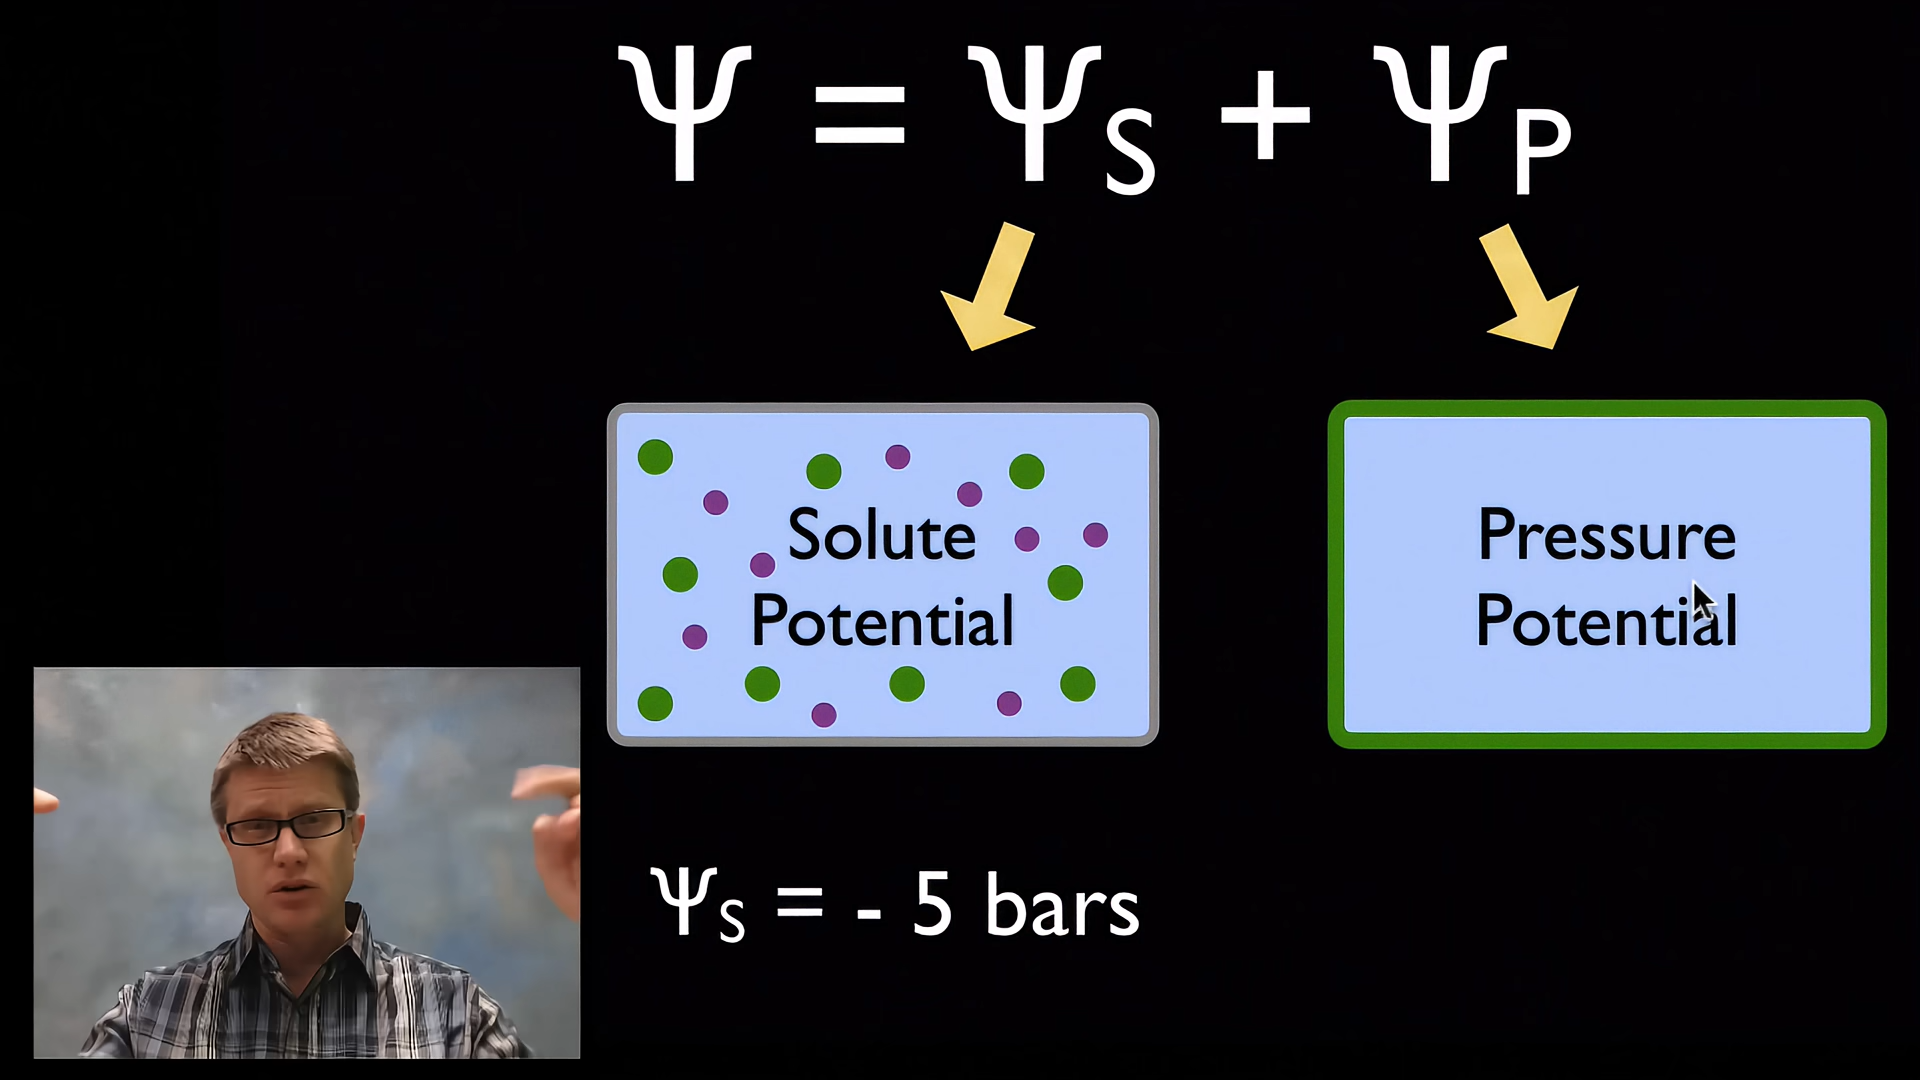 Ψ = ΨS + ΨP
Solute
Potential
Pressure
Potential
ΨS = - 5 bars